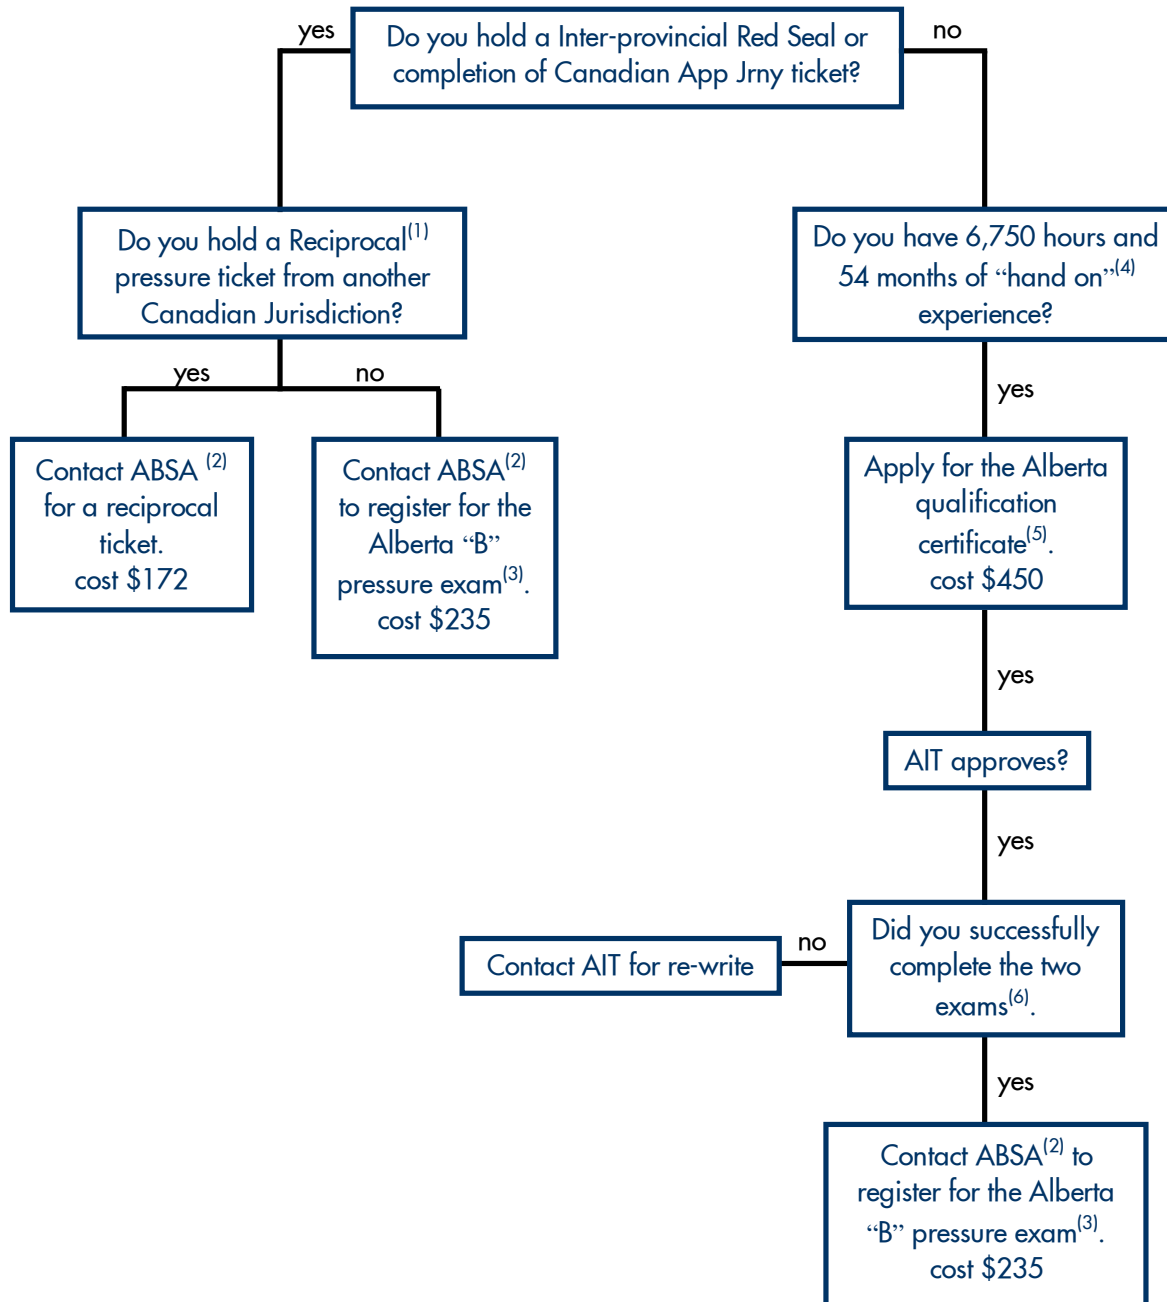 yes
Do you hold a Inter-provincial Red Seal or
completion of Canadian App Jrny ticket?
no
Do you hold a Reciprocal(1)
pressure ticket from another
Canadian Jurisdiction?
Do you have 6,750 hours and
54 months of “hand on”(4)
experience?
yes
no
yes
Contact ABSA (2)
for a reciprocal
ticket.
cost $172
Contact ABSA(2)
to register for the
Alberta “B”
pressure exam(3).
cost $235
Apply for the Alberta
qualification
certificate(5).
cost $450
yes
AIT approves?
yes
Contact AIT for re-write
no
Did you successfully
complete the two
exams(6).
yes
Contact ABSA(2) to
register for the Alberta
“B” pressure exam(3).
cost $235